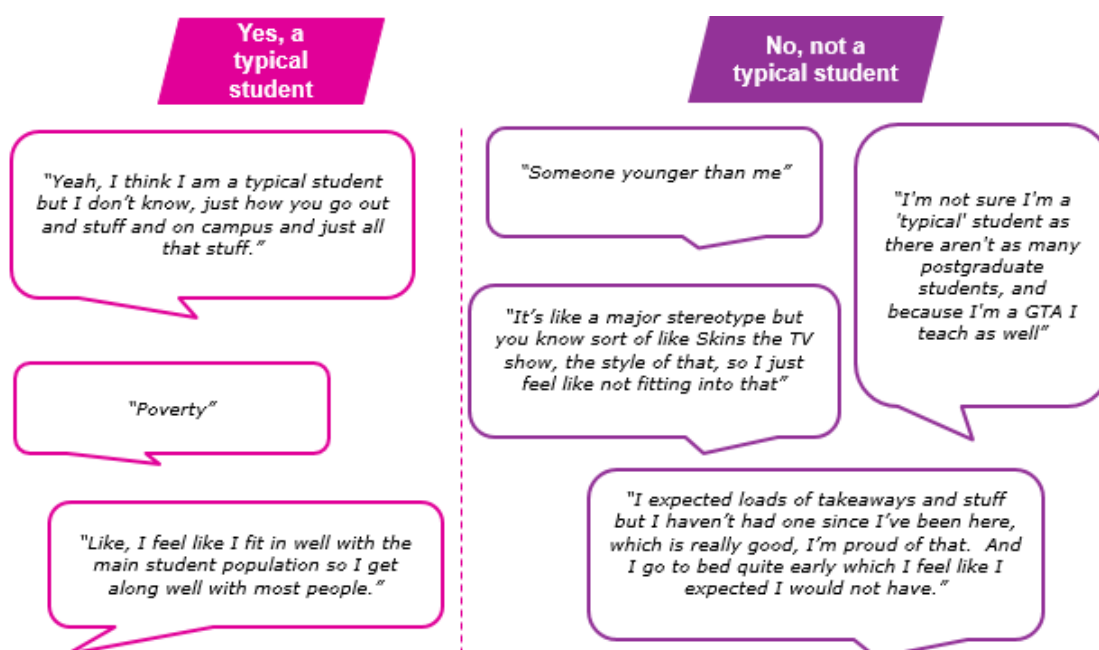 Yes, a
typical
student
“Yeah, I think I am a typical student
but I don’t know, just how you go out
and stuff and on campus and just all
that stuff.”
“Poverty”
“Like, I feel like I fit in well with the
main student population so I get
along well with most people.”
No, not a
typical student
“Someone younger than me”
“It’s like a major stereotype but
you know sort of like Skins the TV
show, the style of that, so I just
feel like not fitting into that”
“I'm not sure I'm a
'typical' student as
there aren't as many
postgraduate
students, and
because I'm a GTA I
teach as well”
“I expected loads of takeaways and stuff
but I haven’t had one since I’ve been here,
which is really good, I’m proud of that.  And
I go to bed quite early which I feel like I
expected I would not have.”